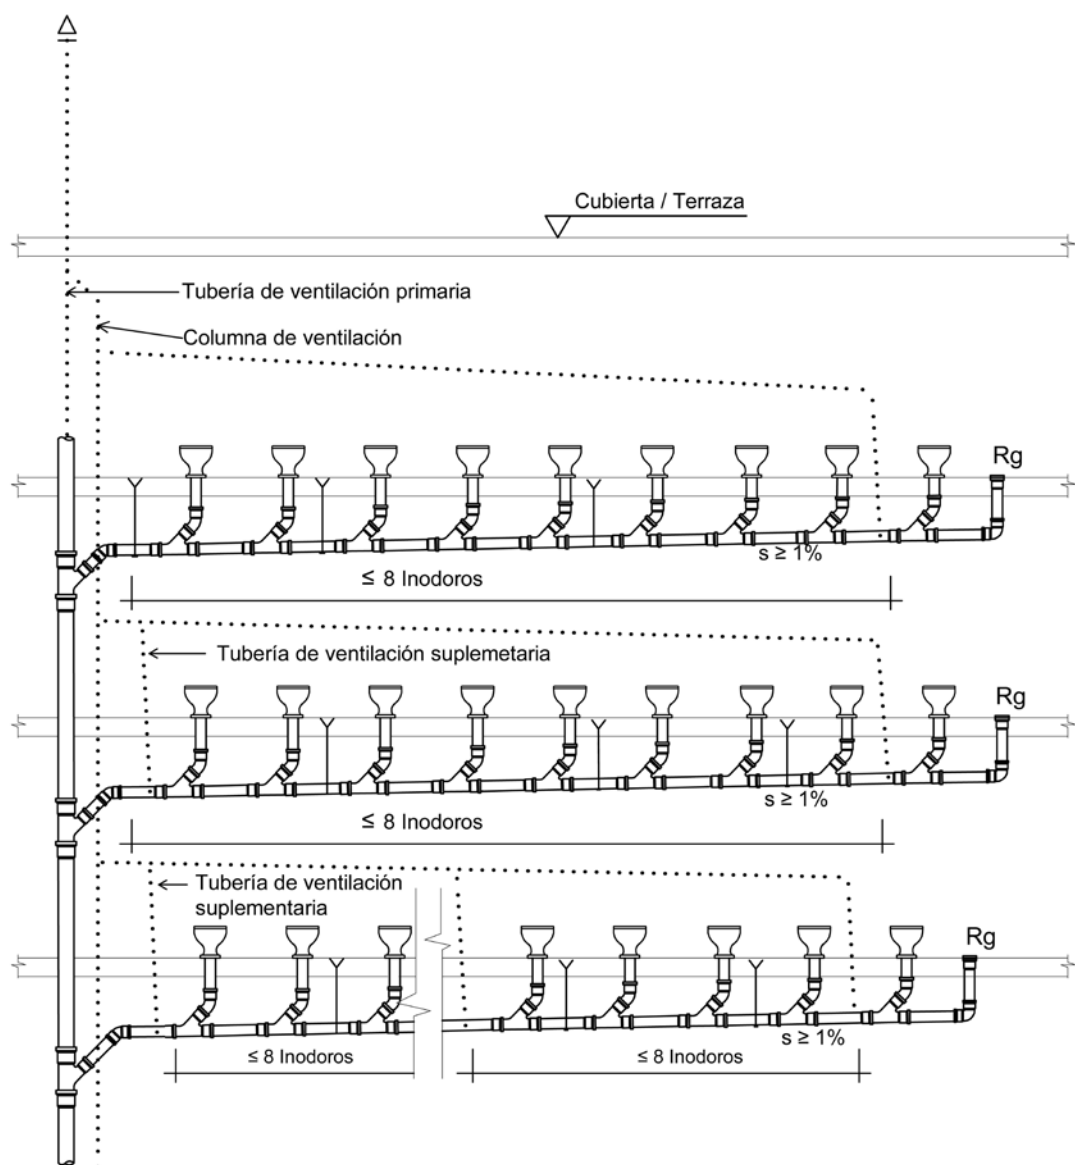 Cubierta / Terraza
Tubería de ventilación primaria
Columna de ventilación
Rg
s ≥ 1%
≤ 8 Inodoros
Tubería de ventilación suplemetaria
Rg
s ≥ 1%
≤ 8 Inodoros
Tubería de ventilación
suplementaria
Rg
s ≥ 1%
≤ 8 Inodoros
≤ 8 Inodoros